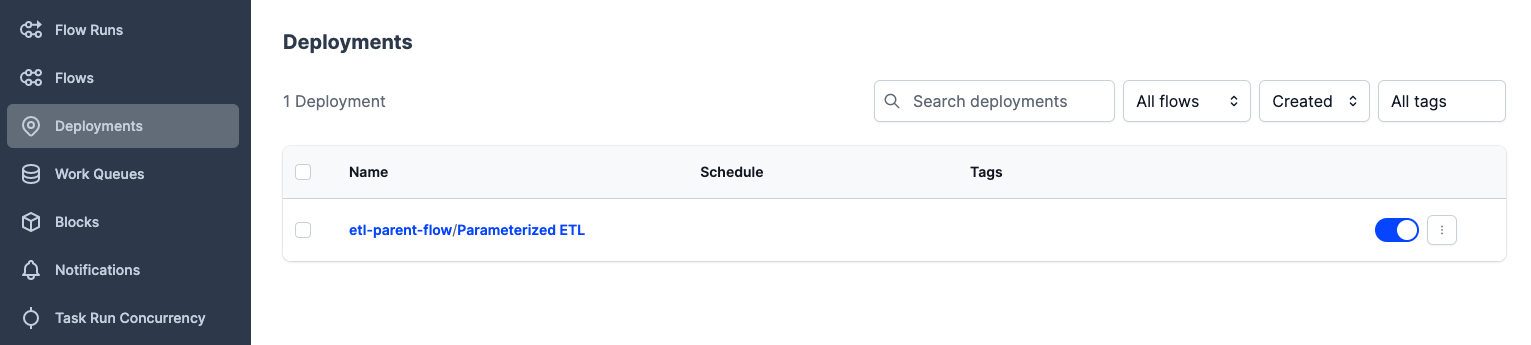 Flow Runs
Flows
Deployments
Work Queues
Blocks
Notifications
Task Run Concurrency
Deployments
1 Deployment
Search deployments
All flows
Created
All tags
Name Schedule Tags
etl-parent-flow/Parameterized ETL